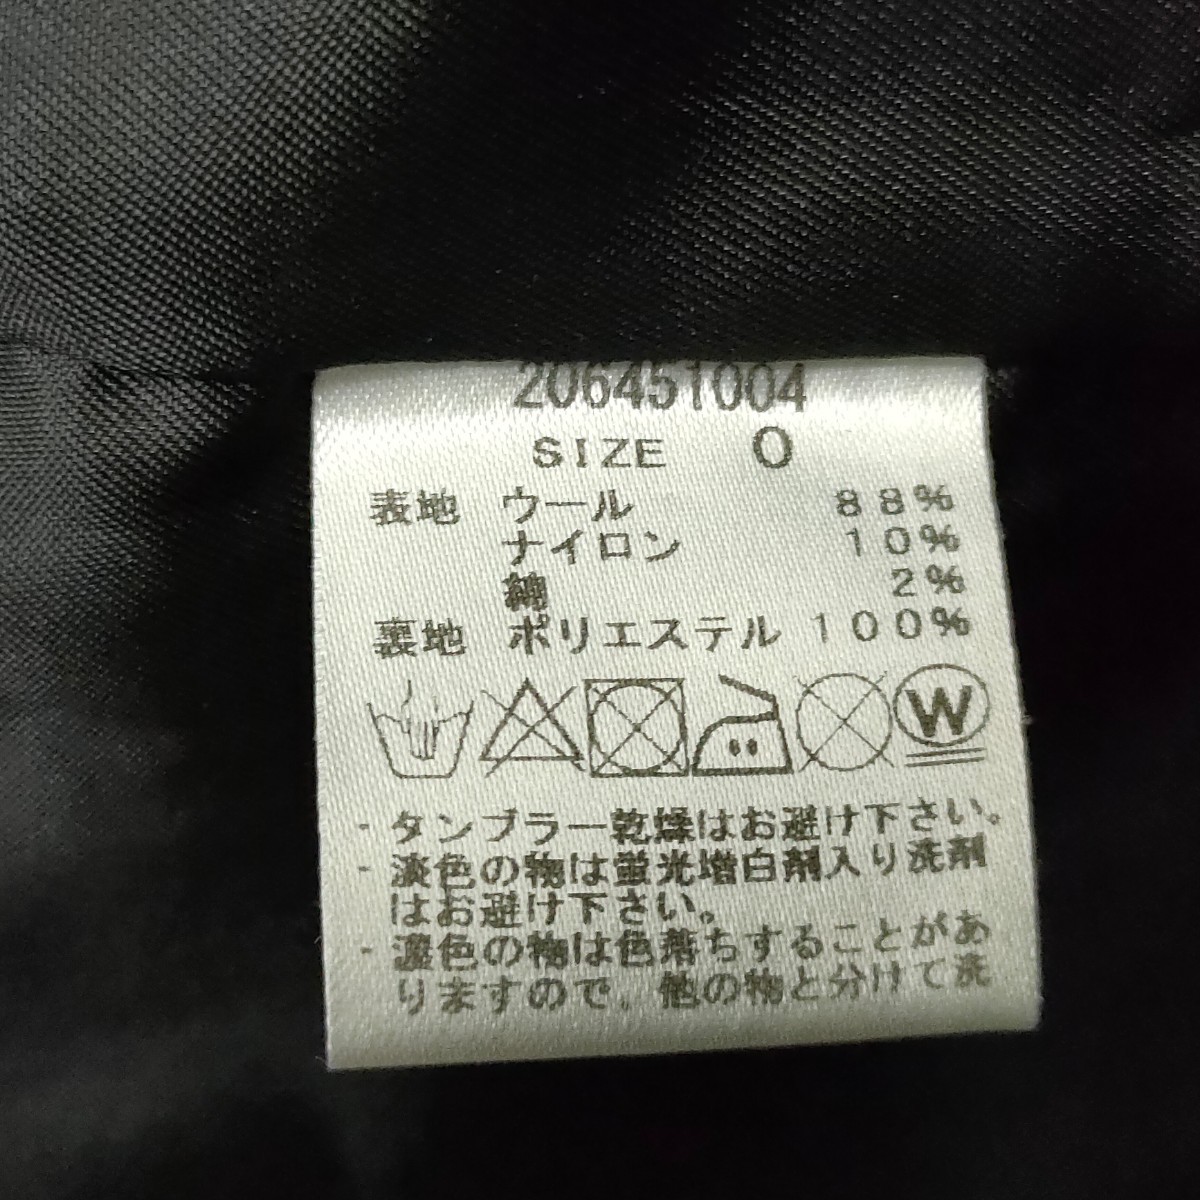 206451004
SIZE 0
表地 ウール 88%
ナイロン 10%
綿 2%
裏地 ポリエステル 100%
W
・タンブラー乾燥はお避け下さい。
・淡色の物は蛍光増白剤入り洗剤
はお避け下さい。
・濃色の物は色落ちすることがあ
りますので、他の物と分けて洗